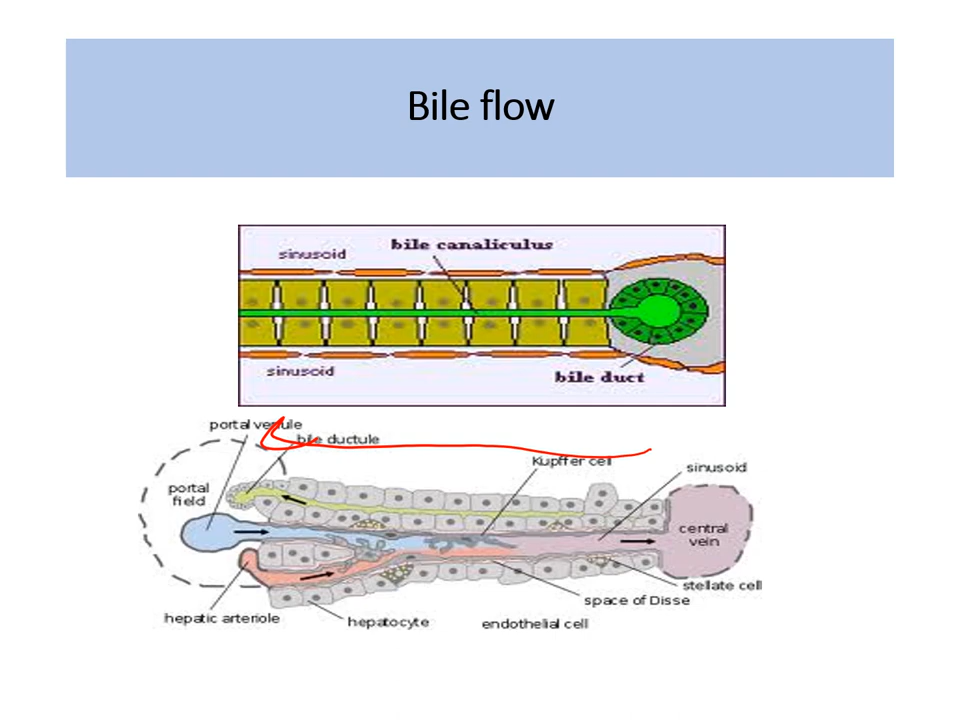 Bile flow
bile canaliculus
sinusoid
sinusoid
bile duct
portal venule
bile ductule
Kupffer cell
sinusoid
portal
field
central
vein
stellate cell
space of Disse
hepatic arteriole
hepatocyte
endothelial cell